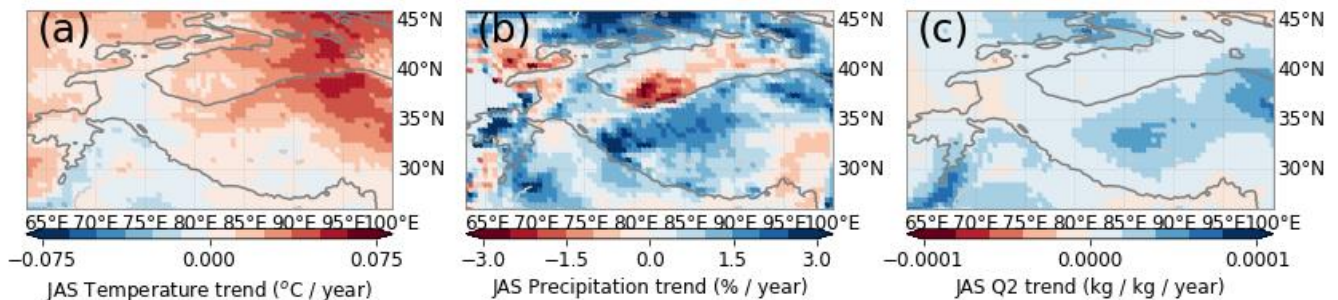 (a)
(b)
(c)
45°N
40°N
35°N
30°N
65°E 70°E 75°E 80°E 85°E 90°E 95°E 100°E
45°N
40°N
35°N
30°N
65°E 70°E 75°E 80°E 85°E 90°E 95°E 100°E
45°N
40°N
35°N
30°N
65°E 70°E 75°E 80°E 85°E 90°E 95°E 100°E
−0.075 0.000 0.075
JAS Temperature trend (°C / year)
−3.0 −1.5 0.0 1.5 3.0
JAS Precipitation trend (% / year)
−0.0001 0.0000 0.0001
JAS Q2 trend (kg / kg / year)